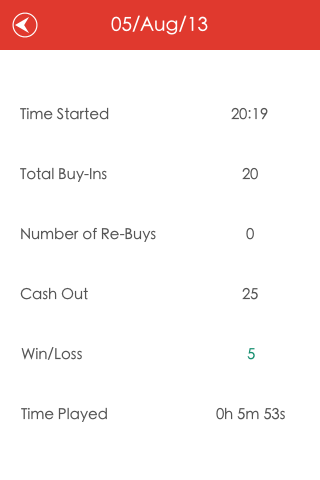 05/Aug/13
Time Started 20:19
Total Buy-Ins 20
Number of Re-Buys 0
Cash Out 25
Win/Loss 5
Time Played 0h 5m 53s